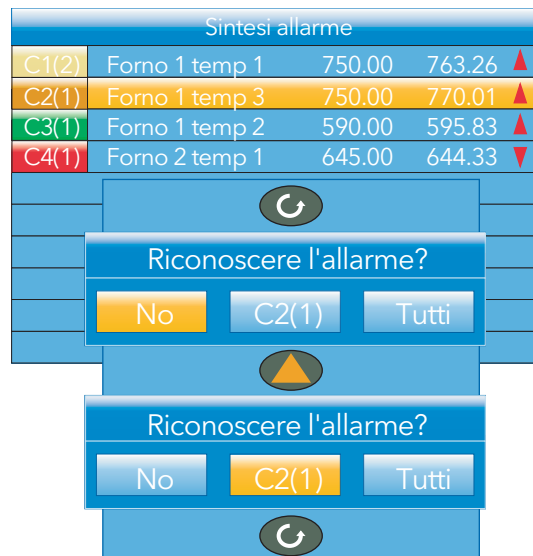 Sintesi allarme
C1(2) Forno 1 temp 1 750.00 763.26
C2(1) Forno 1 temp 3 750.00 770.01
C3(1) Forno 1 temp 2 590.00 595.83
C4(1) Forno 2 temp 1 645.00 644.33
Riconoscere l'allarme?
No C2(1) Tutti
Riconoscere l'allarme?
No C2(1) Tutti